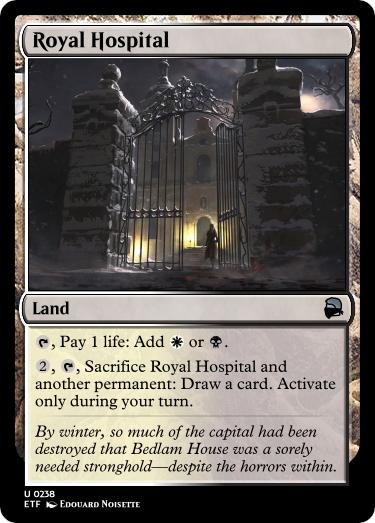 Royal Hospital
Land
, Pay 1 life: Add or .
2, , Sacrifice Royal Hospital and
another permanent: Draw a card. Activate
only during your turn.
By winter, so much of the capital had been
destroyed that Bedlam House was a sorely
needed stronghold—despite the horrors within.
U 0238
ETF Edouard Noisette